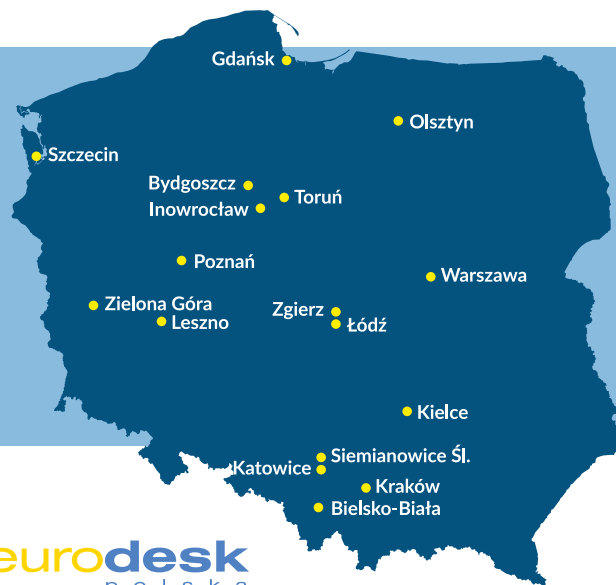 Gdańsk
Olsztyn
Szczecin
Bydgoszcz
Toruń
Inowrocław
Poznań
Warszawa
Zielona Góra
Zgierz
Leszno
Łódź
Kielce
Siemianowice Śl.
Katowice
Kraków
Bielsko-Biała
eurodesk
polska